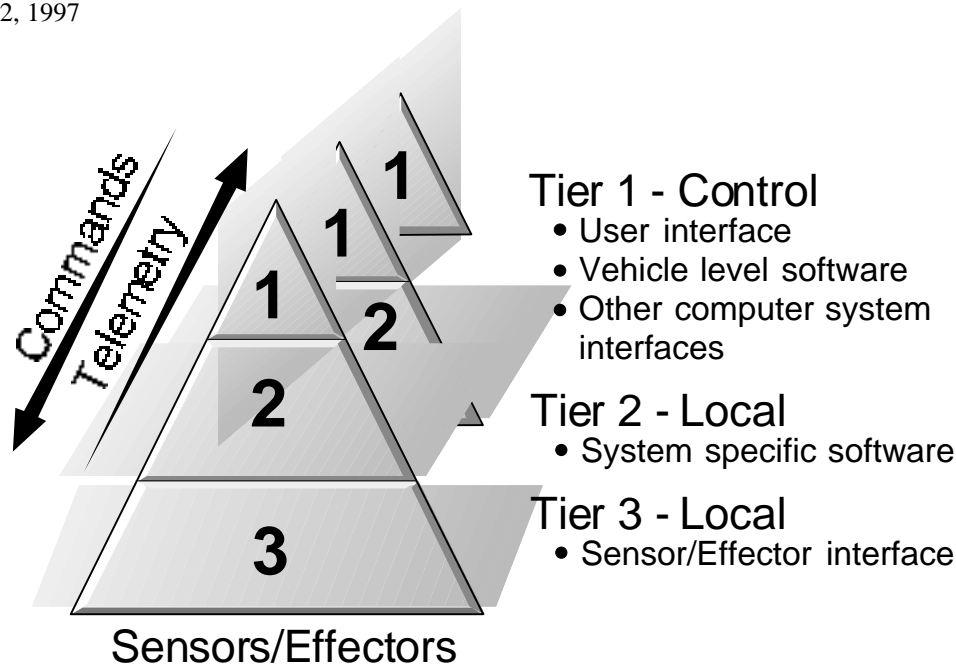 2, 1997
Commands
Telemetry
1
1
1
2
2
3
Tier 1 - Control
• User interface
• Vehicle level software
• Other computer system
interfaces
Tier 2 - Local
• System specific software
Tier 3 - Local
• Sensor/Effector interface
Sensors/Effectors